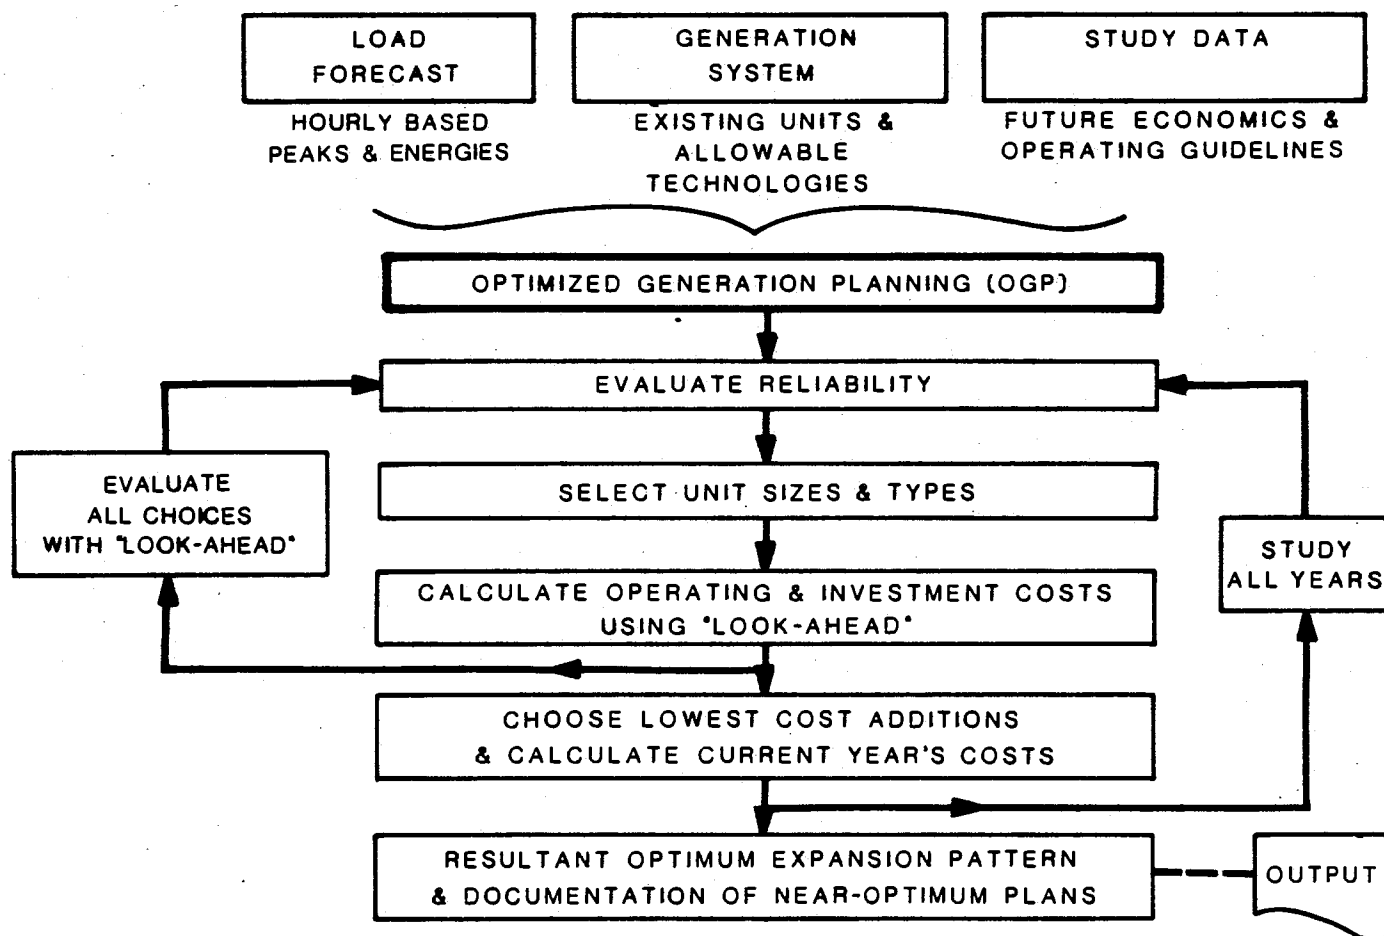 LOAD
FORECAST
HOURLY BASED
PEAKS & ENERGIES
GENERATION
SYSTEM
EXISTING UNITS &
ALLOWABLE
TECHNOLOGIES
STUDY DATA
FUTURE ECONOMICS &
OPERATING GUIDELINES
OPTIMIZED GENERATION PLANNING (OGP)
EVALUATE RELIABILITY
EVALUATE
ALL CHOICES
WITH "LOOK-AHEAD"
SELECT UNIT SIZES & TYPES
STUDY
ALL YEARS
CALCULATE OPERATING & INVESTMENT COSTS
USING "LOOK-AHEAD"
CHOOSE LOWEST COST ADDITIONS
& CALCULATE CURRENT YEAR'S COSTS
RESULTANT OPTIMUM EXPANSION PATTERN
& DOCUMENTATION OF NEAR-OPTIMUM PLANS
OUTPUT